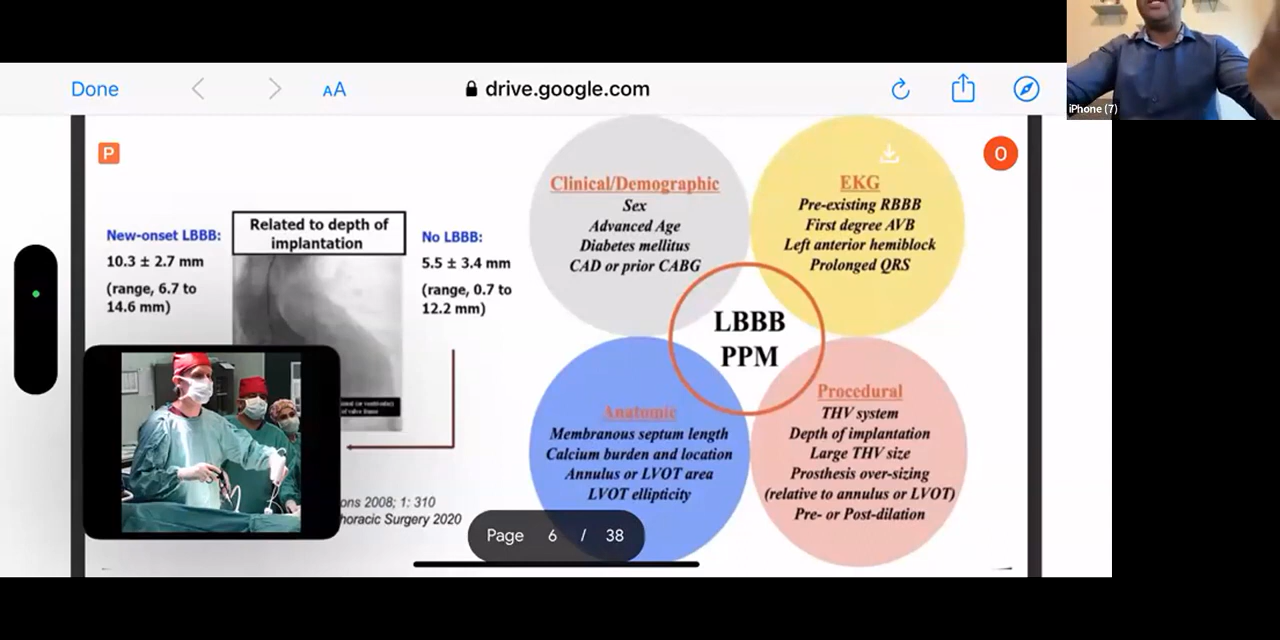 Done
AA
drive.google.com
iPhone (7)
P
O
Related to depth of
implantation
New-onset LBBB:
10.3 ± 2.7 mm
(range, 6.7 to
14.6 mm)
No LBBB:
5.5 ± 3.4 mm
(range, 0.7 to
12.2 mm)
Clinical/Demographic
Sex
Advanced Age
Diabetes mellitus
CAD or prior CABG
EKG
Pre-existing RBBB
First degree AVB
Left anterior hemiblock
Prolonged QRS
LBBB
PPM
Anatomic
Membranous septum length
Calcium burden and location
Annulus or LVOT area
LVOT ellipticity
Procedural
THV system
Depth of implantation
Large THV size
Prosthesis over-sizing
(relative to annulus or LVOT)
Pre- or Post-dilation
ons 2008; 1: 310
horacic Surgery 2020
Page 6 / 38